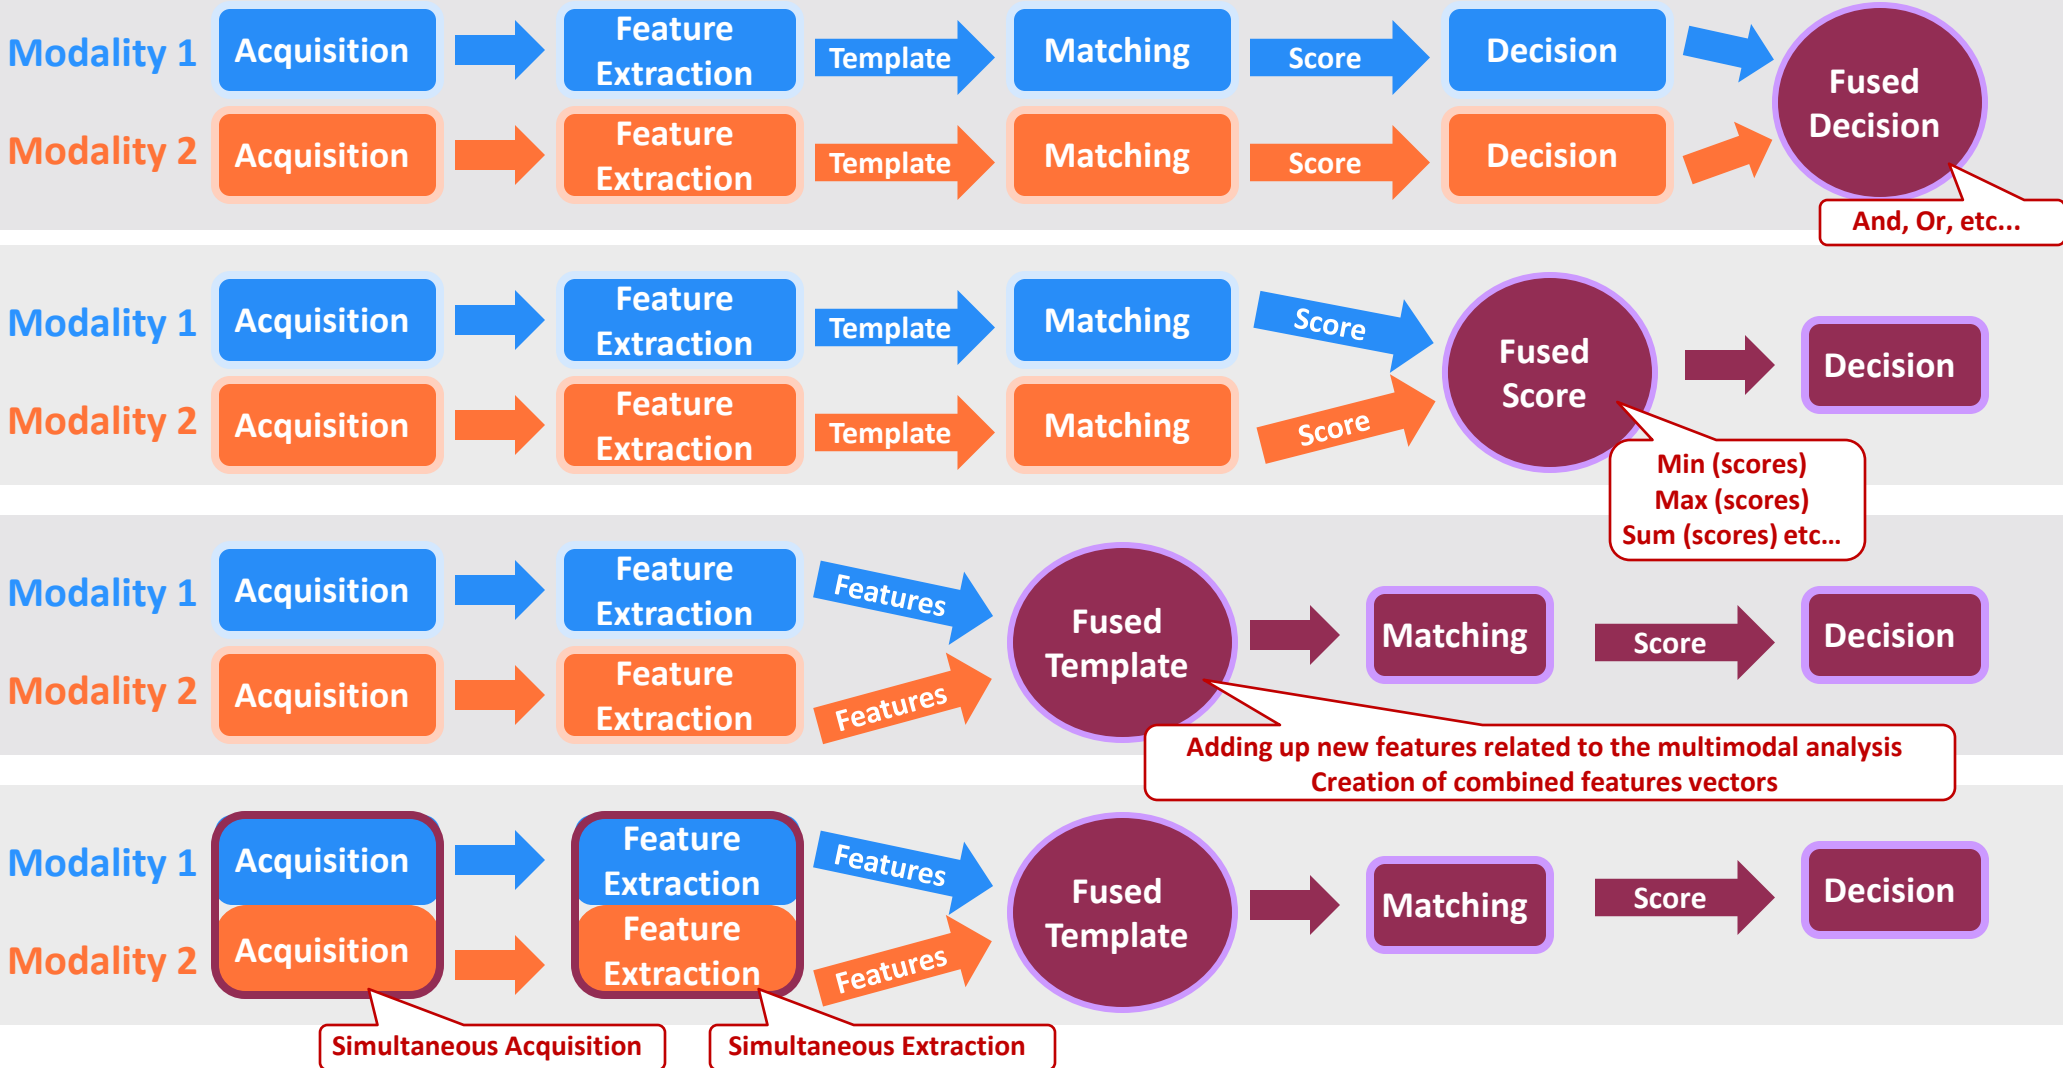 Modality 1
Acquisition
Feature
Extraction
Template
Matching
Score
Decision
Modality 2
Acquisition
Feature
Extraction
Template
Matching
Score
Decision
Fused
Decision
And, Or, etc...
Modality 1
Acquisition
Feature
Extraction
Template
Matching
Score
Modality 2
Acquisition
Feature
Extraction
Template
Matching
Score
Fused
Score
Decision
Min (scores)
Max (scores)
Sum (scores) etc...
Modality 1
Acquisition
Feature
Extraction
Features
Modality 2
Acquisition
Feature
Extraction
Features
Fused
Template
Matching
Score
Decision
Adding up new features related to the multimodal analysis
Creation of combined features vectors
Modality 1
Acquisition
Feature
Extraction
Features
Modality 2
Acquisition
Feature
Extraction
Features
Fused
Template
Matching
Score
Decision
Simultaneous Acquisition
Simultaneous Extraction